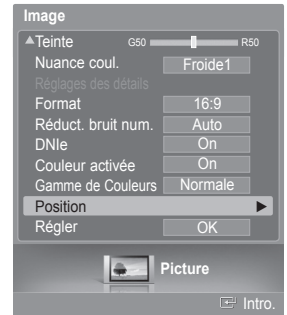 Image
▲Teinte G50 R50
Nuance coul. Froide1
Réglages des détails
Format 16:9
Réduct. bruit num. Auto
DNIe On
Couleur activée On
Gamme de Couleurs Normale
Position ►
Régler OK
Picture
Intro.